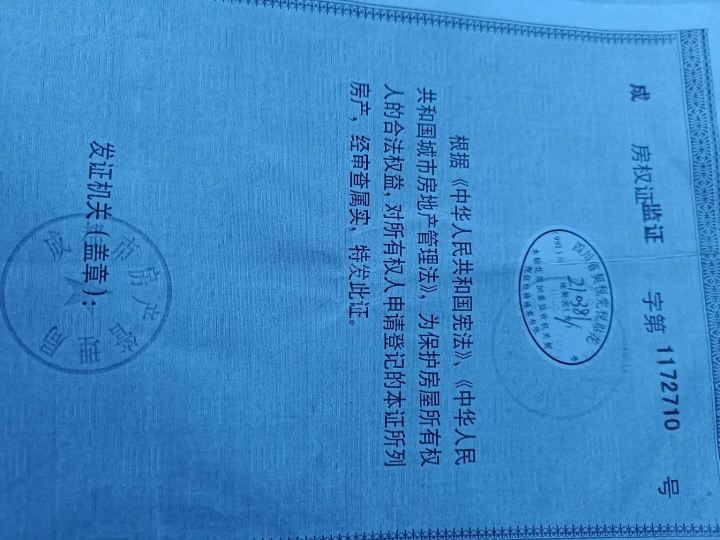 成 房权证监证 字第 1172710 号
根据《中华人民共和国宪法》、《中华人民
共和国城市房地产管理法》，为保护房屋所有权
人的合法权益，对所有权人申请登记的本证所列
房产，经审查属实，特发此证。
发证机关（盖章）：